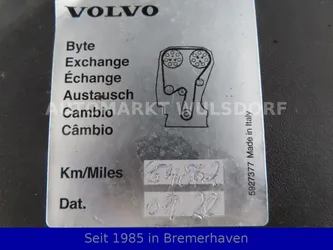 VOLVO
Byte
Exchange
Échange
Austausch
Cambio
Câmbio
AUTOMARKT WULSDORF
5927377 Made in Italy
Km/Miles
Dat.
Seit 1985 in Bremerhaven